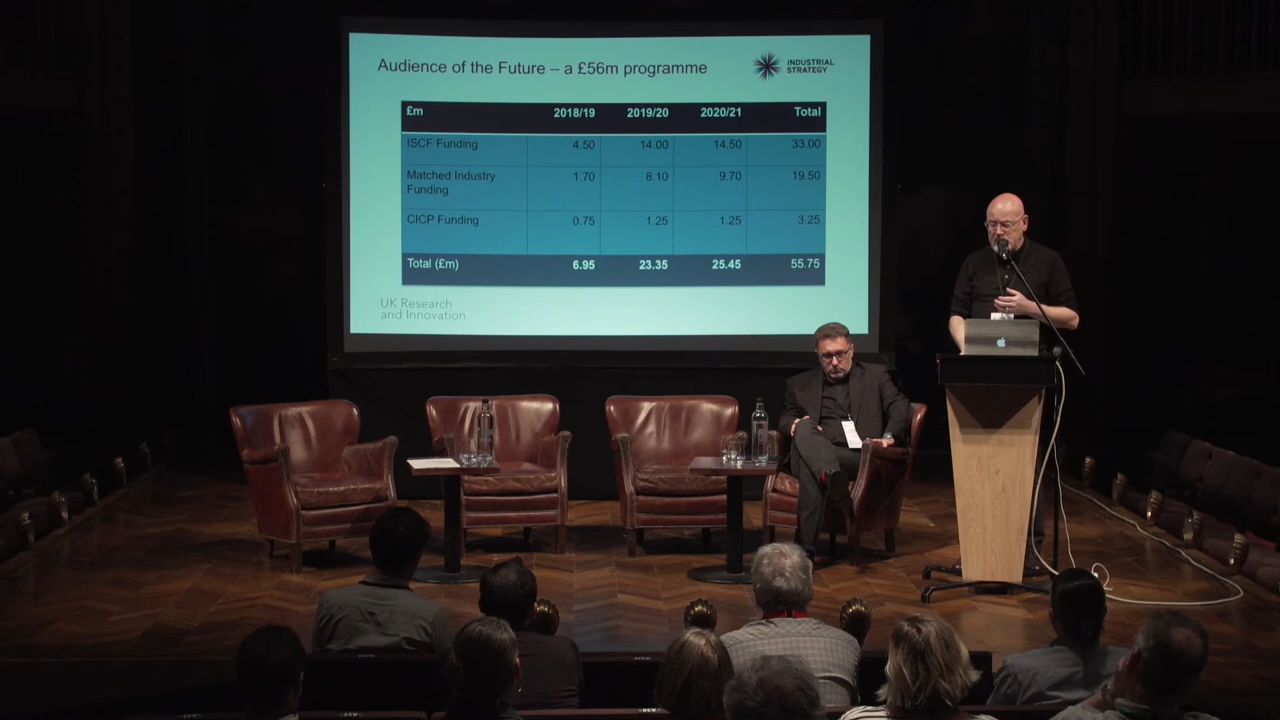 Audience of the Future – a £56m programme
INDUSTRIAL
STRATEGY
£m 2018/19 2019/20 2020/21 Total
ISCF Funding 4.50 14.00 14.50 33.00
Matched Industry
Funding 1.70 8.10 9.70 19.50
CICP Funding 0.75 1.25 1.25 3.25
Total (£m) 6.95 23.35 25.45 55.75
UK Research
and Innovation